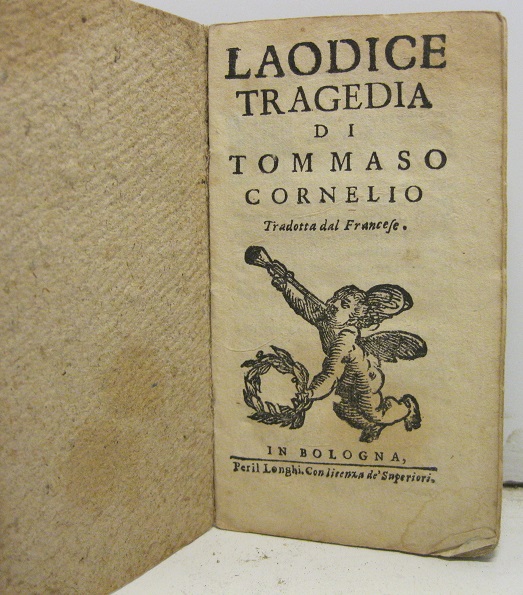 LAODICE
TRAGEDIA
DI
TOMMASO
CORNELIO
Tradotta dal Franceſe.
IN BOLOGNA,
Per il Longhi. Con licenza de' Superiori.